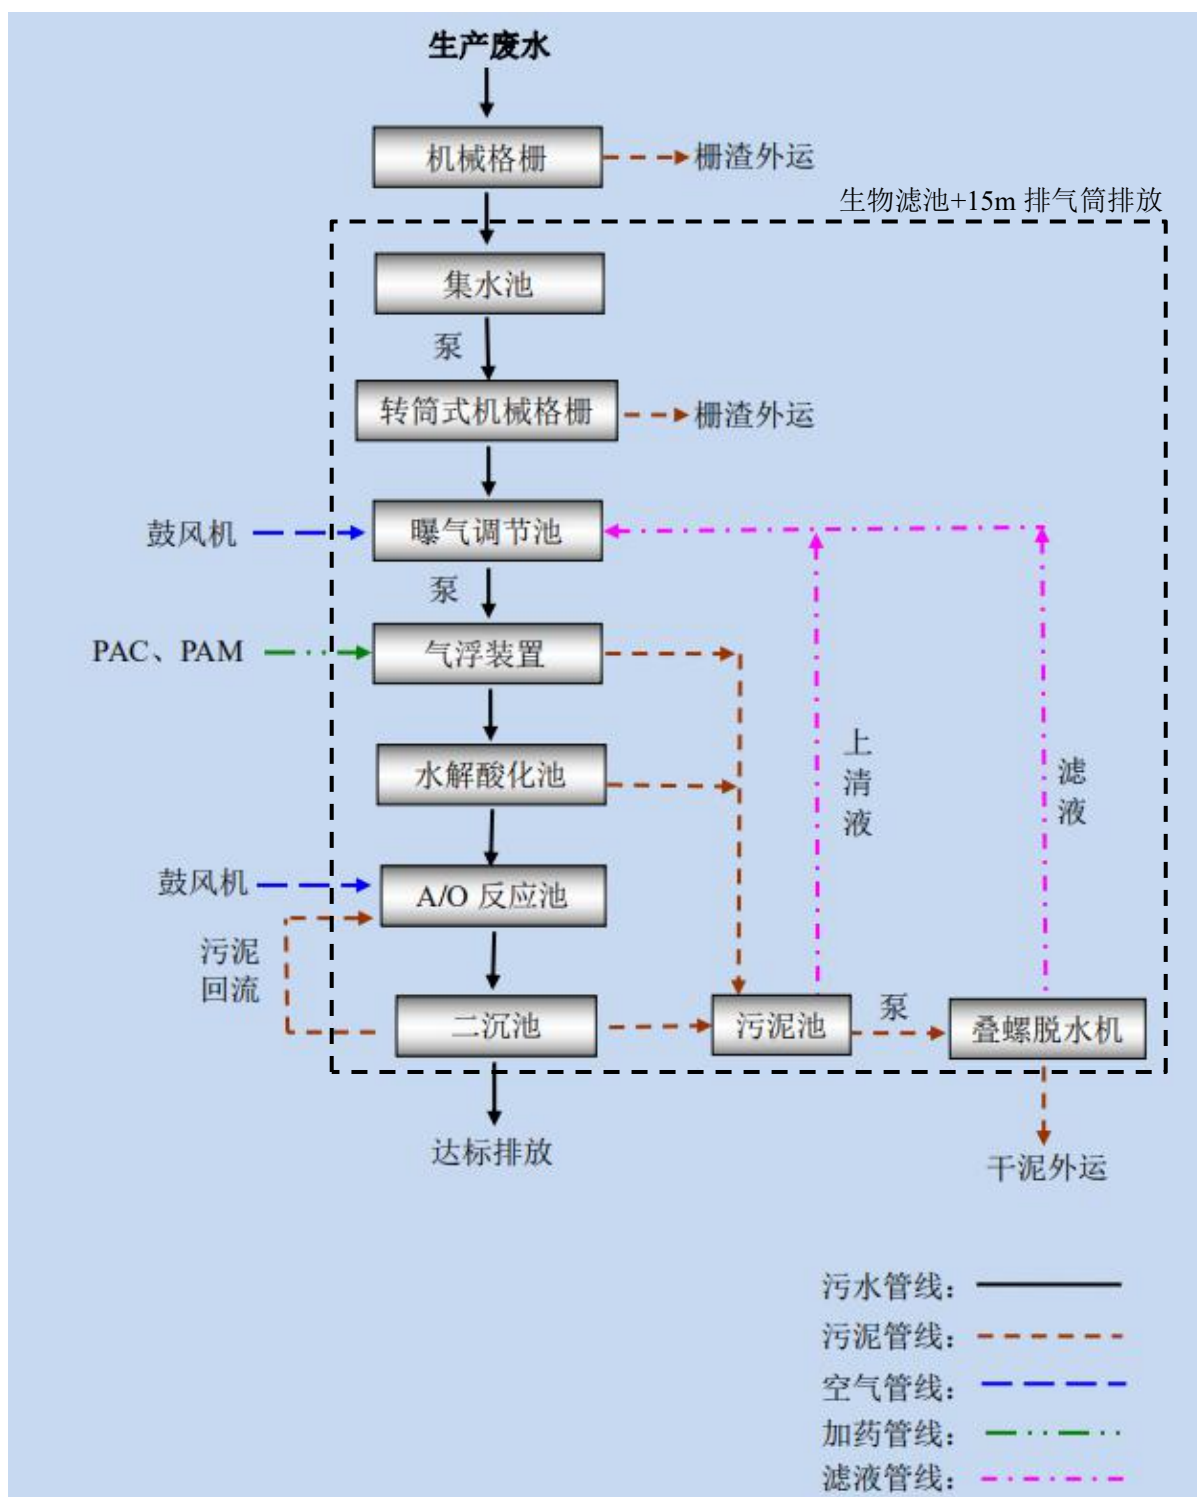 生产废水
机械格栅
栅渣外运
生物滤池+15m 排气筒排放
集水池
泵
转筒式机械格栅
栅渣外运
鼓风机
曝气调节池
泵
PAC、PAM
气浮装置
水解酸化池
上清液
滤液
鼓风机
A/O 反应池
污泥
回流
二沉池
污泥池
泵
叠螺脱水机
达标排放
干泥外运
污水管线：
污泥管线：
空气管线：
加药管线：
滤液管线：